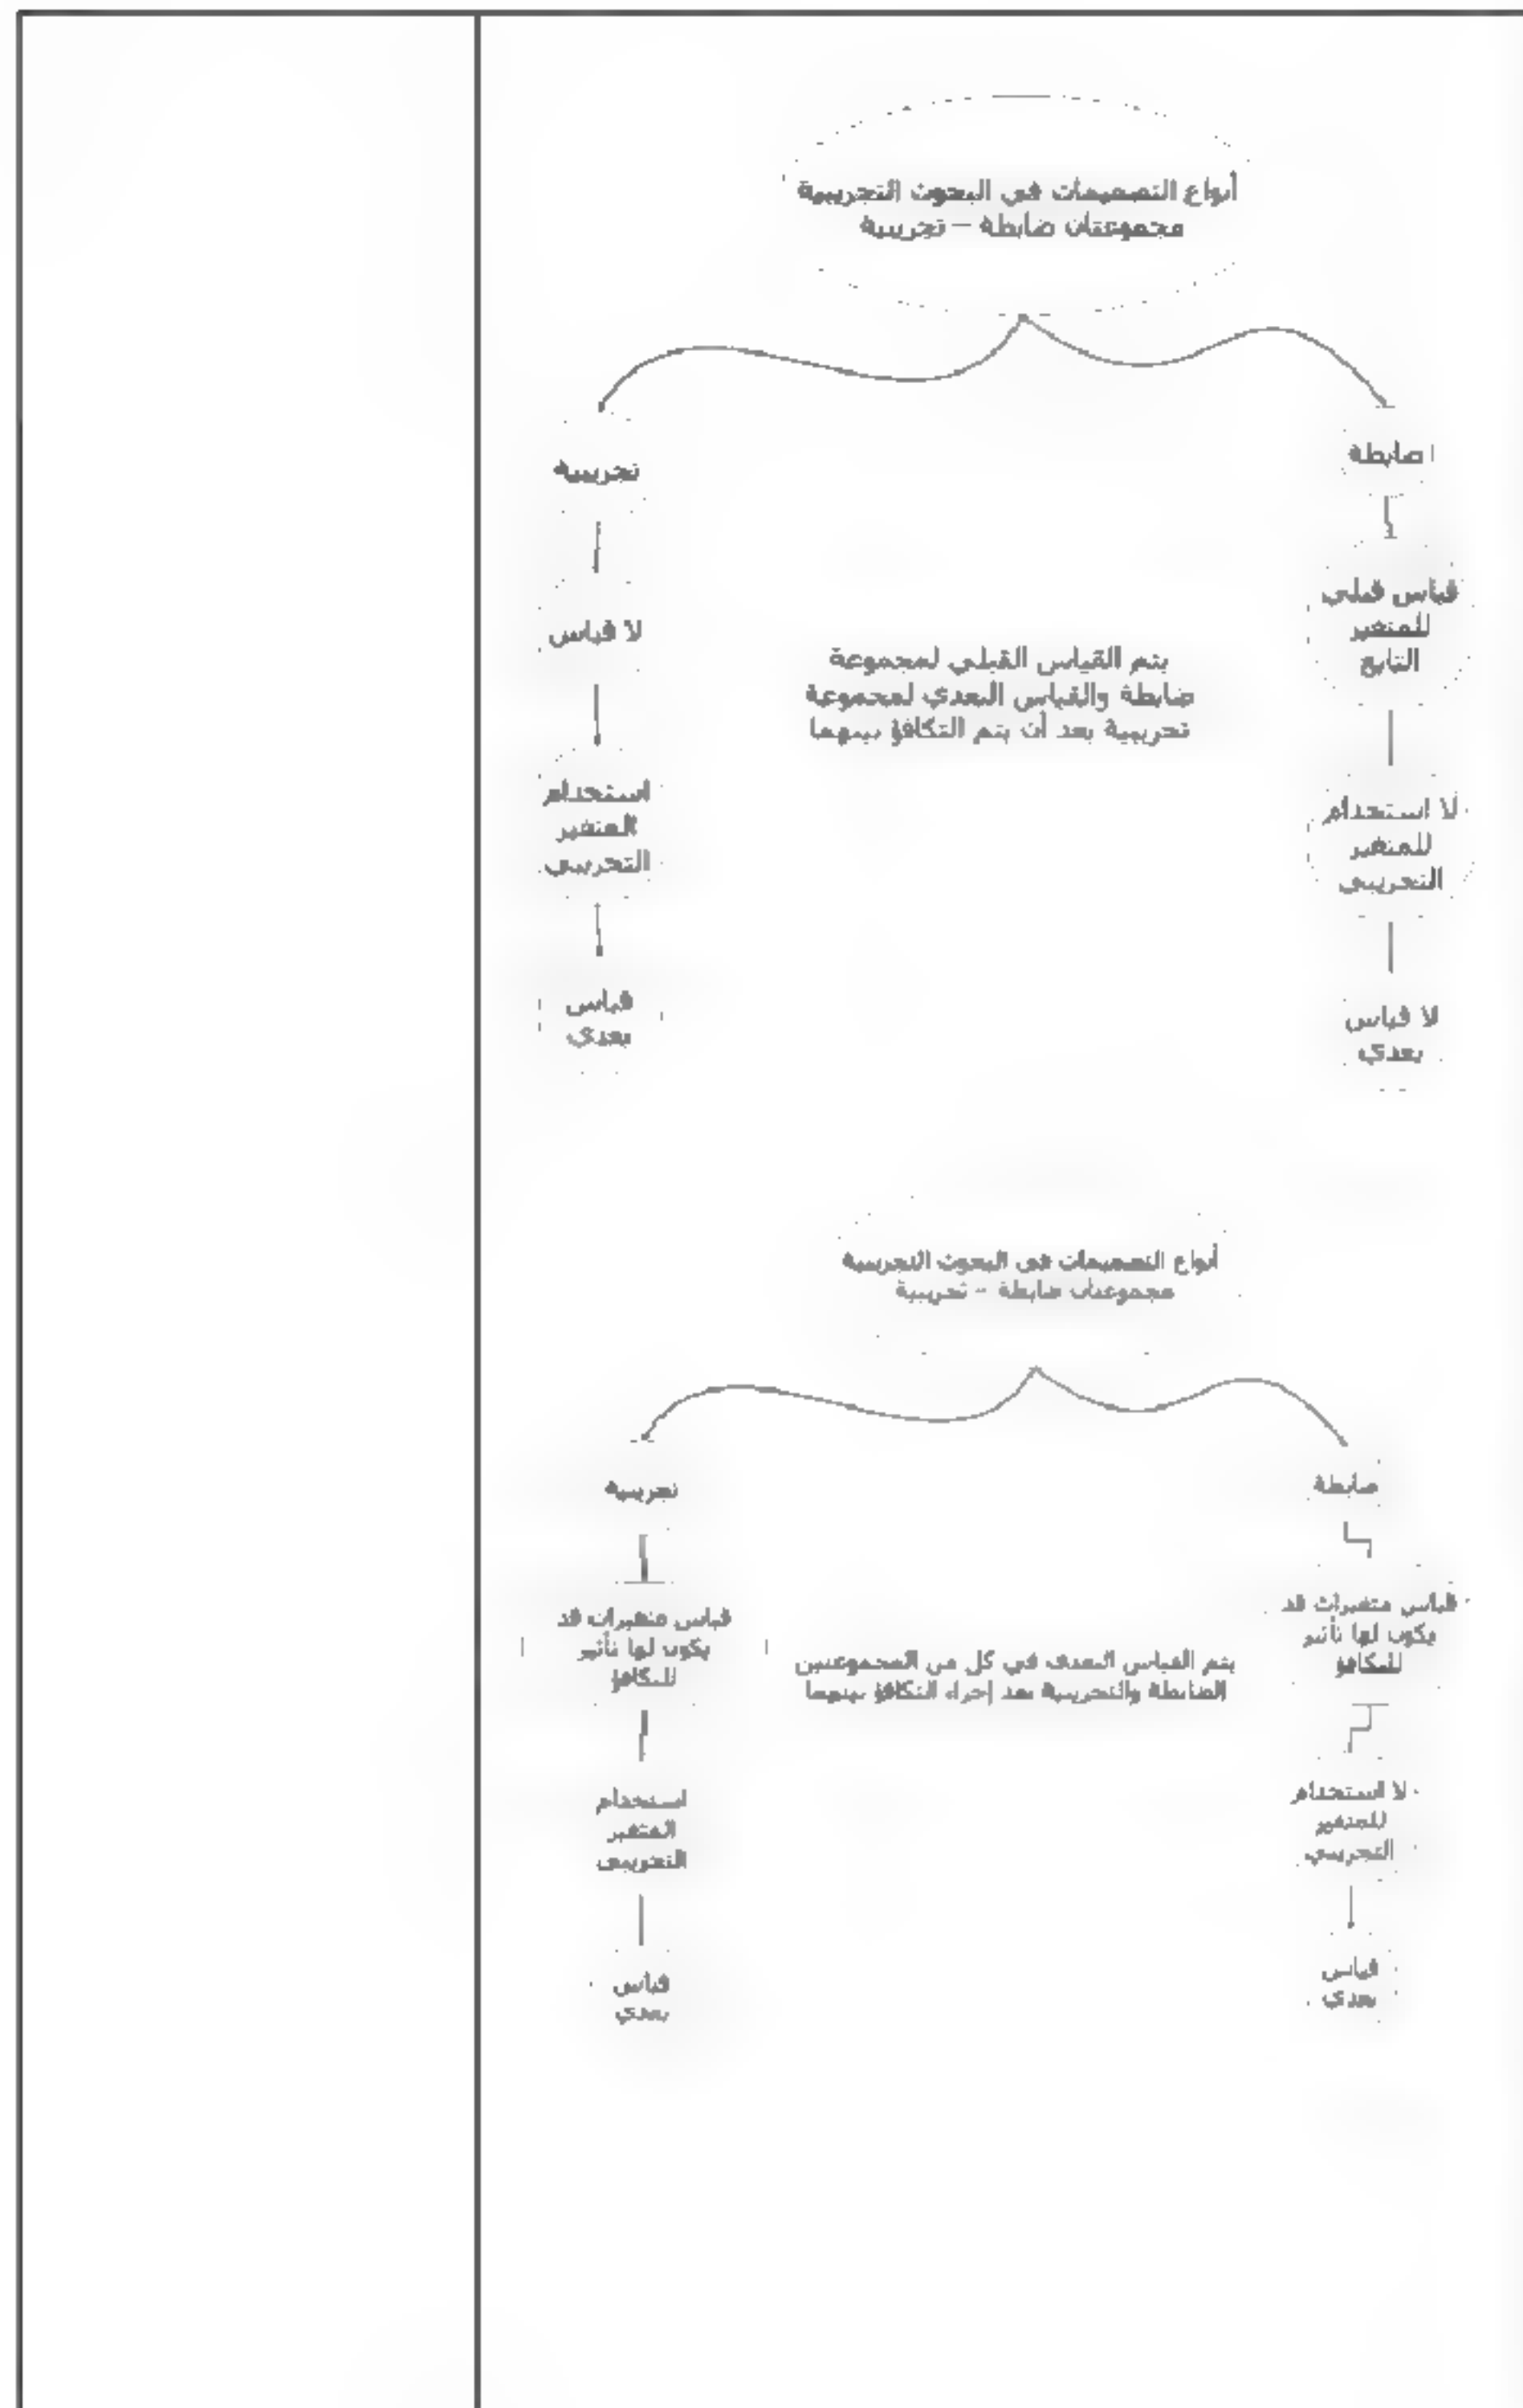 أنواع التصميمات في البحوث التجريبية
مجموعتان ضابطة – تجريبية
ضابطة
قياس قبلي
للمتغير
التابع
لا استخدام
للمتغير
التجريبي
لا قياس
بعدي
يتم القياس القبلي لمجموعة
ضابطة والقياس البعدي لمجموعة
تجريبية بعد أن يتم التكافؤ بينهما
تجريبية
لا قياس
استخدام
المتغير
التجريبي
قياس
بعدي
أنواع التصميمات في البحوث التجريبية
مجموعتان ضابطة – تجريبية
ضابطة
قياس متغيرات قد
يكون لها تأثير
للتكافؤ
لا استخدام
للمتغير
التجريبي
قياس
بعدي
يتم القياس البعدي في كل من المجموعتين
الضابطة والتجريبية بعد إجراء التكافؤ بينهما
تجريبية
قياس متغيرات قد
يكون لها تأثير
للتكافؤ
استخدام
المتغير
التجريبي
قياس
بعدي